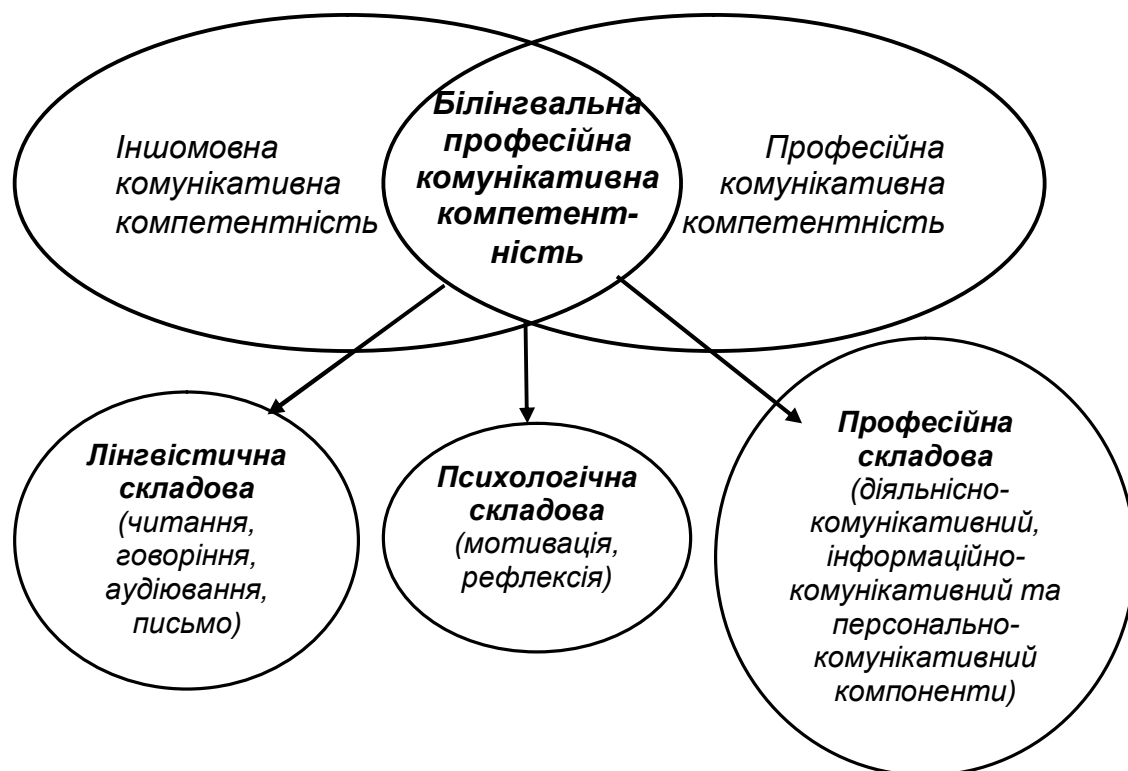 Іншомовна
комунікативна
компетентність
Білінгвальна
професійна
комунікативна
компетент-
ність
Професійна
комунікативна
компетентність
Лінгвістична
складова
(читання,
говоріння,
аудіювання,
письмо)
Психологічна
складова
(мотивація,
рефлексія)
Професійна
складова
(діяльнісно-
комунікативний,
інформаційно-
комунікативний та
персонально-
комунікативний
компоненти)